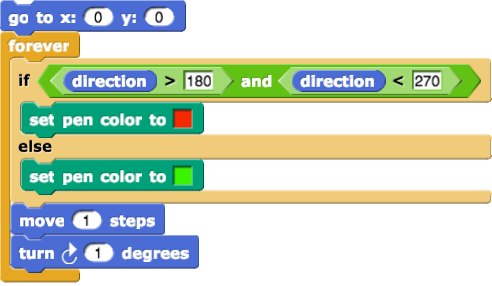 go to x: 0 y: 0
forever
if direction > 180 and direction < 270
set pen color to
else
set pen color to
move 1 steps
turn 1 degrees